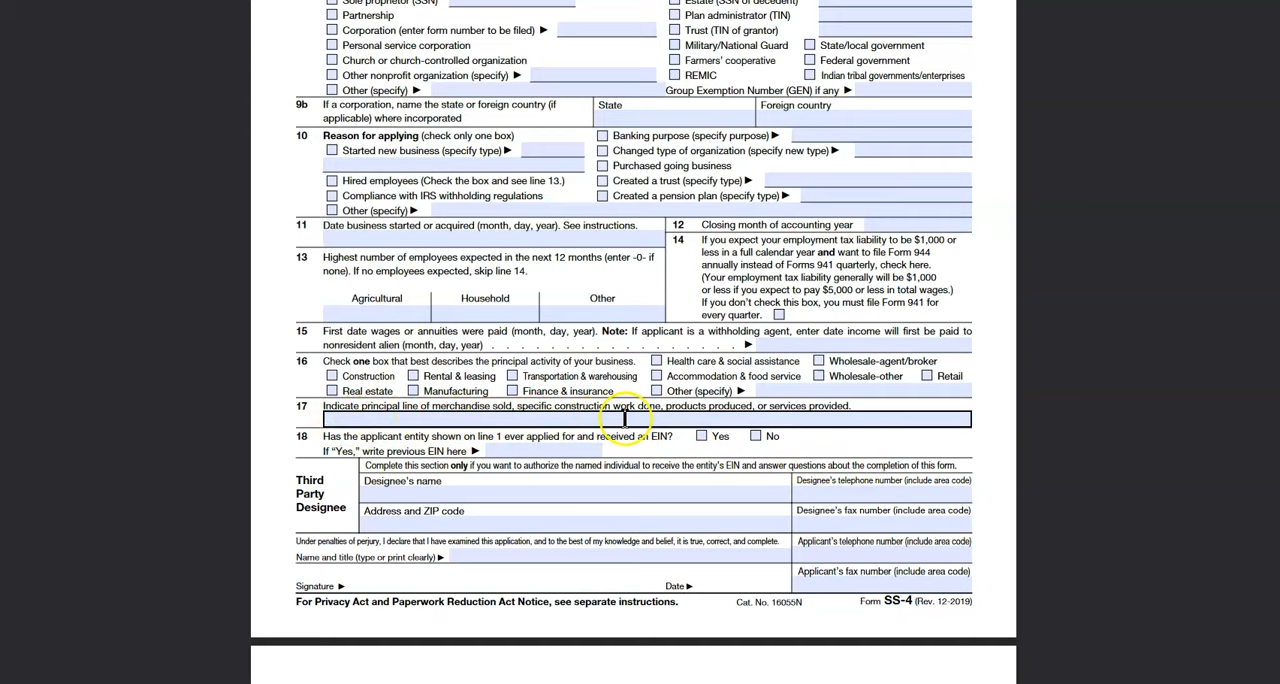 Sole proprietor (SSN) Estate (SSN of decedent)
Partnership Plan administrator (TIN)
Corporation (enter form number to be filed) ▶ Trust (TIN of grantor)
Personal service corporation Military/National Guard State/local government
Church or church-controlled organization Farmers' cooperative Federal government
Other nonprofit organization (specify) ▶ REMIC Indian tribal governments/enterprises
Other (specify) ▶ Group Exemption Number (GEN) if any ▶
9b If a corporation, name the state or foreign country (if State Foreign country
applicable) where incorporated
10 Reason for applying (check only one box) Banking purpose (specify purpose) ▶
Started new business (specify type) ▶ Changed type of organization (specify new type) ▶
Purchased going business
Hired employees (Check the box and see line 13.) Created a trust (specify type) ▶
Compliance with IRS withholding regulations Created a pension plan (specify type) ▶
Other (specify) ▶
11 Date business started or acquired (month, day, year). See instructions. 12 Closing month of accounting year
13 Highest number of employees expected in the next 12 months (enter -0- if
none). If no employees expected, skip line 14.
Agricultural Household Other
14 If you expect your employment tax liability to be $1,000 or
less in a full calendar year and want to file Form 944
annually instead of Forms 941 quarterly, check here.
(Your employment tax liability generally will be $1,000
or less if you expect to pay $5,000 or less in total wages.)
If you don't check this box, you must file Form 941 for
every quarter.
15 First date wages or annuities were paid (month, day, year). Note: If applicant is a withholding agent, enter date income will first be paid to
nonresident alien (month, day, year) . . . . . . . . . . . . . . . . . ▶
16 Check one box that best describes the principal activity of your business. Health care & social assistance Wholesale-agent/broker
Construction Rental & leasing Transportation & warehousing Accommodation & food service Wholesale-other Retail
Real estate Manufacturing Finance & insurance Other (specify) ▶
17 Indicate principal line of merchandise sold, specific construction work done, products produced, or services provided.
18 Has the applicant entity shown on line 1 ever applied for and received an EIN? Yes No
If "Yes," write previous EIN here ▶
Third
Party
Designee
Complete this section only if you want to authorize the named individual to receive the entity's EIN and answer questions about the completion of this form.
Designee's name Designee's telephone number (include area code)
Address and ZIP code Designee's fax number (include area code)
Under penalties of perjury, I declare that I have examined this application, and to the best of my knowledge and belief, it is true, correct, and complete. Applicant's telephone number (include area code)
Name and title (type or print clearly) ▶
Applicant's fax number (include area code)
Signature ▶ Date ▶
For Privacy Act and Paperwork Reduction Act Notice, see separate instructions. Cat. No. 16055N Form SS-4 (Rev. 12-2019)